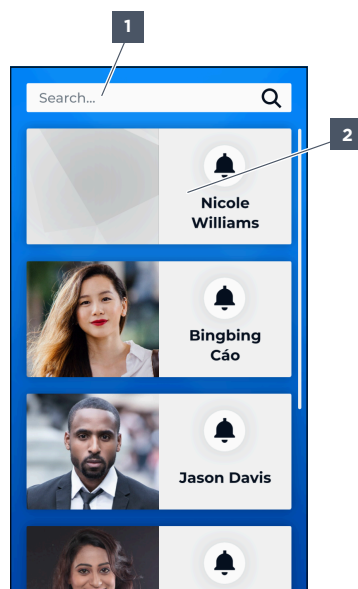 1
Search...
2
Nicole
Williams
Bingbing
Cáo
Jason Davis